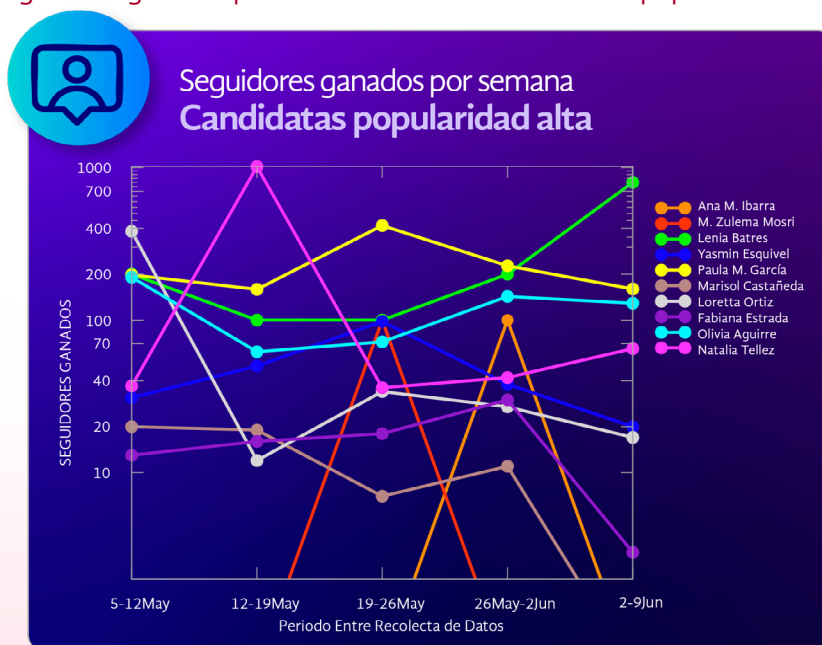 Seguidores ganados por semana
Candidatas popularidad alta
1000
700
400
200
100
70
40
20
10
SEGUIDORES GANADOS
5-12May
12-19May
19-26May
26May-2Jun
2-9Jun
Periodo Entre Recolecta de Datos
Ana M. Ibarra
M. Zulema Mosri
Lenia Batres
Yasmin Esquivel
Paula M. García
Marisol Castañeda
Loretta Ortiz
Fabiana Estrada
Olivia Aguirre
Natalia Tellez